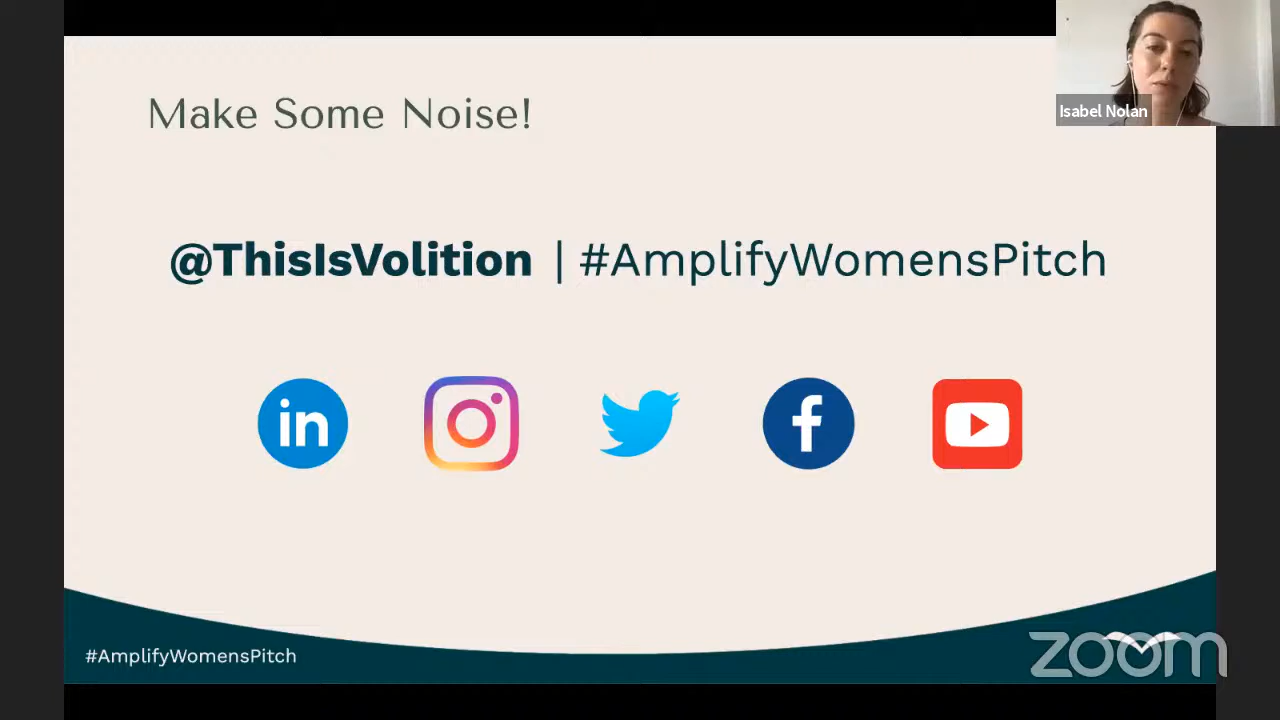 Make Some Noise!
Isabel Nolan
@ThisIsVolition | #AmplifyWomensPitch
in
f
#AmplifyWomensPitch
zoom